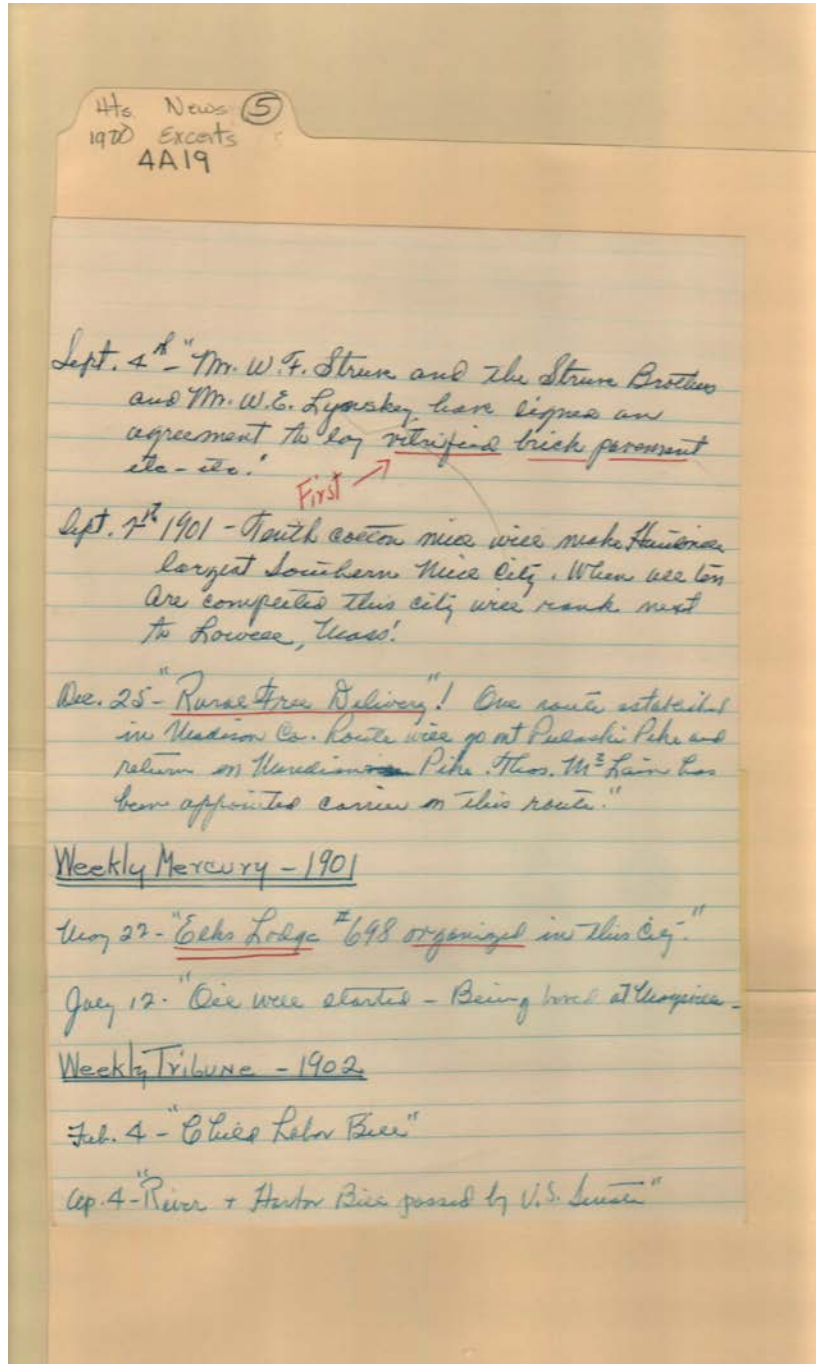 Hts. News (5)
1900 Excerts
4A19
Sept. 4th - "Mr. W. F. Struve and the Struve Brothers
and Mr. W. E. Lynskey, have signed an
agreement to lay vitrified brick pavement
etc - etc."
First
Sept. 1901 - Tenth cotton mill will make Huntsville
largest Southern Mill City. When all ten
are completed this city will rank next
to Lowell, Mass!
Dec. 25 - "Rural Free Delivery"! One route established
in Madison Co. Route will go out Pulaski Pike and
return on Meridian Pike. Thos. McLain has
been appointed carrier on this route."
Weekly Mercury - 1901
May 22 - "Elks Lodge #698 organized in this City."
July 12 - "Oil well started - Being bored at Maysville -
Weekly Tribune - 1902
Feb. 4 - "Child Labor Bill"
Ap. 4 - "River + Harbor Bill passed by U.S. Senate"